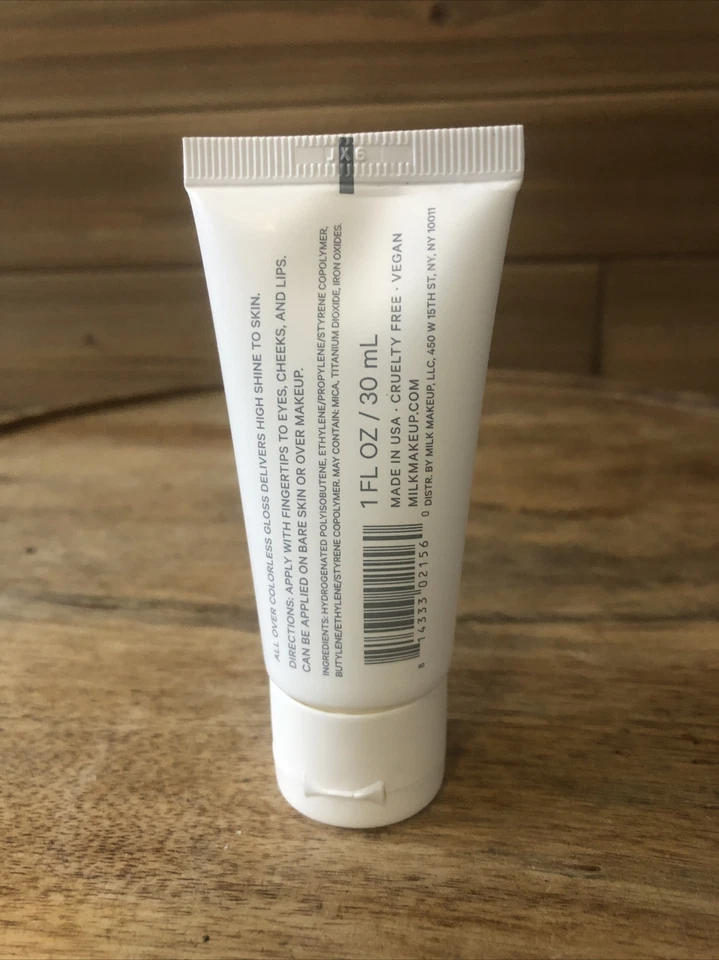 ALL OVER COLORLESS GLOSS DELIVERS HIGH SHINE TO SKIN.
DIRECTIONS: APPLY WITH FINGERTIPS TO EYES, CHEEKS, AND LIPS.
CAN BE APPLIED ON BARE SKIN OR OVER MAKEUP.
INGREDIENTS: HYDROGENATED POLYISOBUTENE, ETHYLENE/PROPYLENE/STYRENE COPOLYMER,
BUTYLENE/ETHYLENE/STYRENE COPOLYMER. MAY CONTAIN: MICA, TITANIUM DIOXIDE, IRON OXIDES.
1 FL OZ / 30 mL
MADE IN USA · CRUELTY FREE · VEGAN
MILKMAKEUP.COM
DISTR. BY MILK MAKEUP, LLC, 450 W 15TH ST, NY, NY 10011
8 14333 02156 0